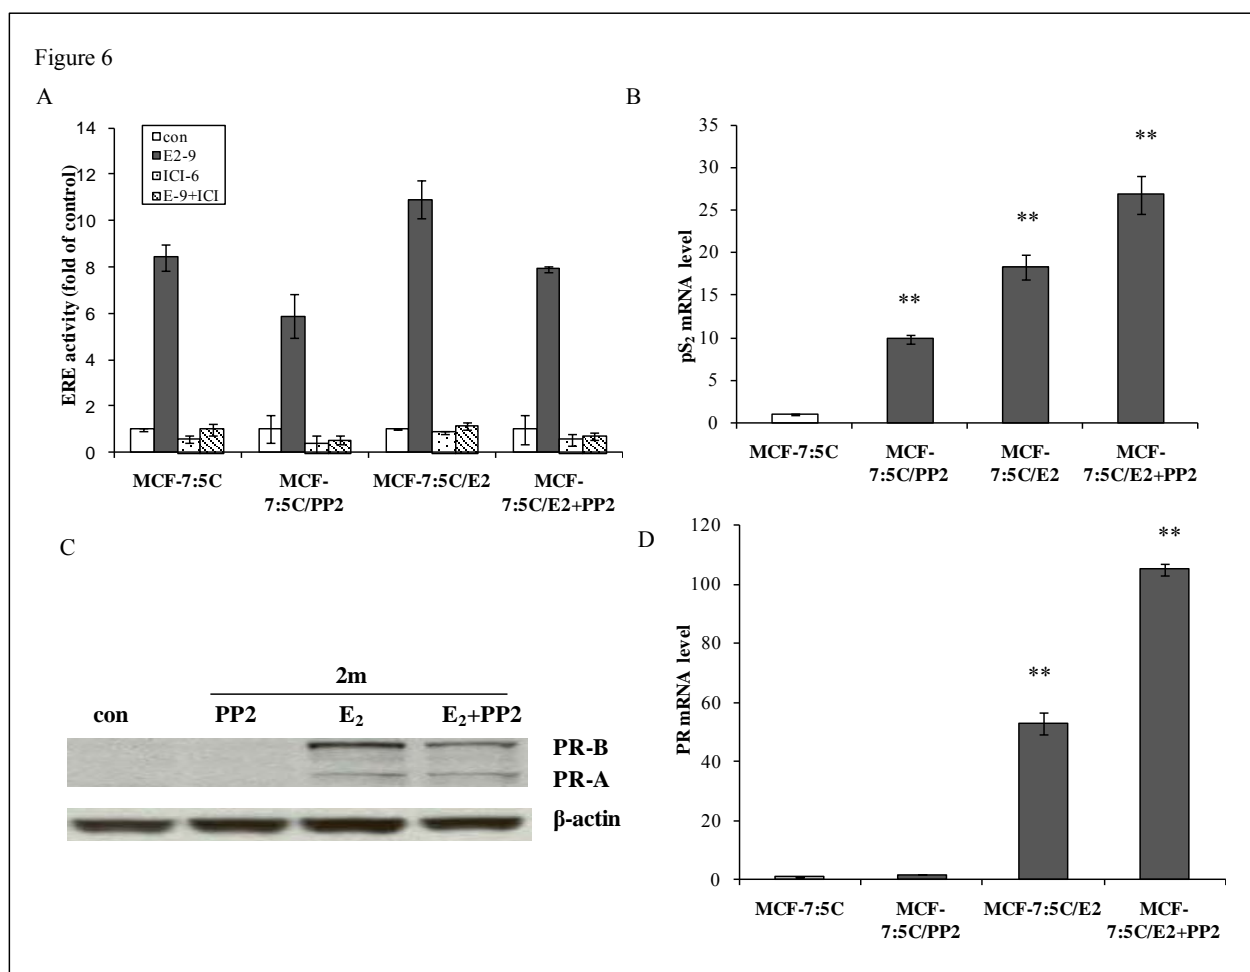 Figure 6
A
14
12
10
8
6
4
2
0
ERE activity (fold of control)
con
E2-9
ICI-6
E-9+ICI
MCF-7:5C
MCF-
7:5C/PP2
MCF-7:5C/E2
MCF-
7:5C/E2+PP2
B
35
30
25
20
15
10
5
0
pS₂ mRNA level
**
**
**
MCF-7:5C
MCF-
7:5C/PP2
MCF-
7:5C/E2
MCF-
7:5C/E2+PP2
C
2m
con PP2 E₂ E₂+PP2
PR-B
PR-A
β-actin
D
120
100
80
60
40
20
0
PR mRNA level
**
**
MCF-7:5C
MCF-
7:5C/PP2
MCF-7:5C/E2
MCF-
7:5C/E2+PP2